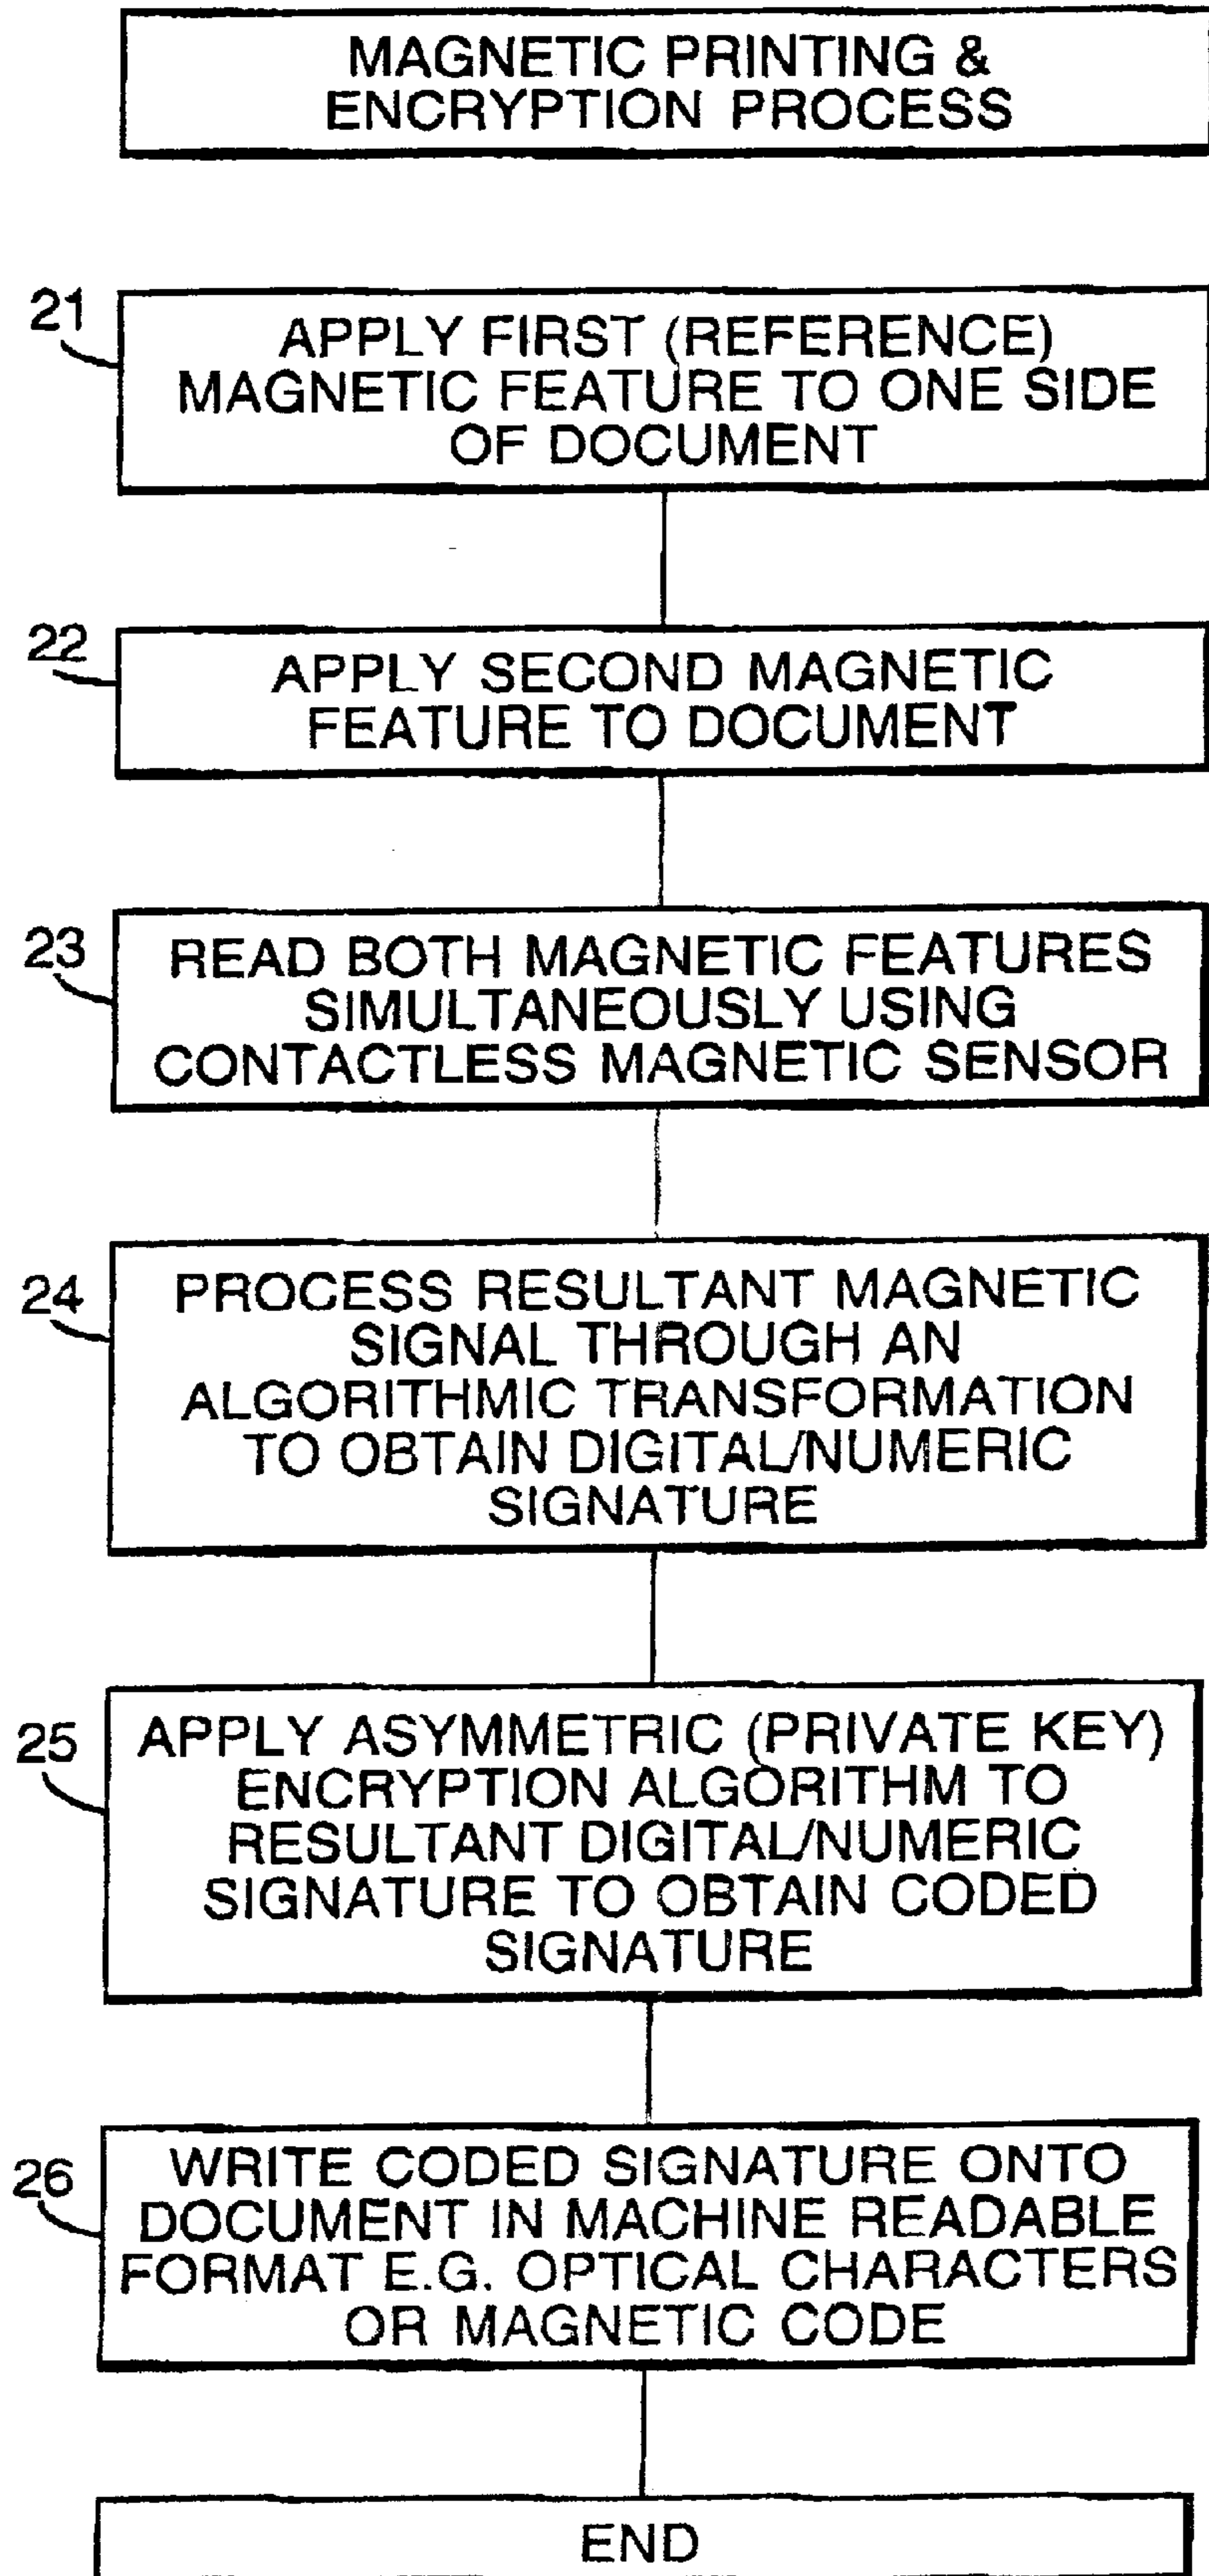 MAGNETIC PRINTING &
ENCRYPTION PROCESS
21
APPLY FIRST (REFERENCE)
MAGNETIC FEATURE TO ONE SIDE
OF DOCUMENT
22
APPLY SECOND MAGNETIC
FEATURE TO DOCUMENT
23
READ BOTH MAGNETIC FEATURES
SIMULTANEOUSLY USING
CONTACTLESS MAGNETIC SENSOR
24
PROCESS RESULTANT MAGNETIC
SIGNAL THROUGH AN
ALGORITHMIC TRANSFORMATION
TO OBTAIN DIGITAL/NUMERIC
SIGNATURE
25
APPLY ASYMMETRIC (PRIVATE KEY)
ENCRYPTION ALGORITHM TO
RESULTANT DIGITAL/NUMERIC
SIGNATURE TO OBTAIN CODED
SIGNATURE
26
WRITE CODED SIGNATURE ONTO
DOCUMENT IN MACHINE READABLE
FORMAT E.G. OPTICAL CHARACTERS
OR MAGNETIC CODE
END